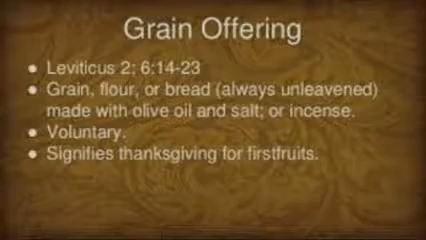 Grain Offering
● Leviticus 2; 6:14-23
● Grain, flour, or bread (always unleavened)
made with olive oil and salt; or incense.
● Voluntary.
● Signifies thanksgiving for firstfruits.